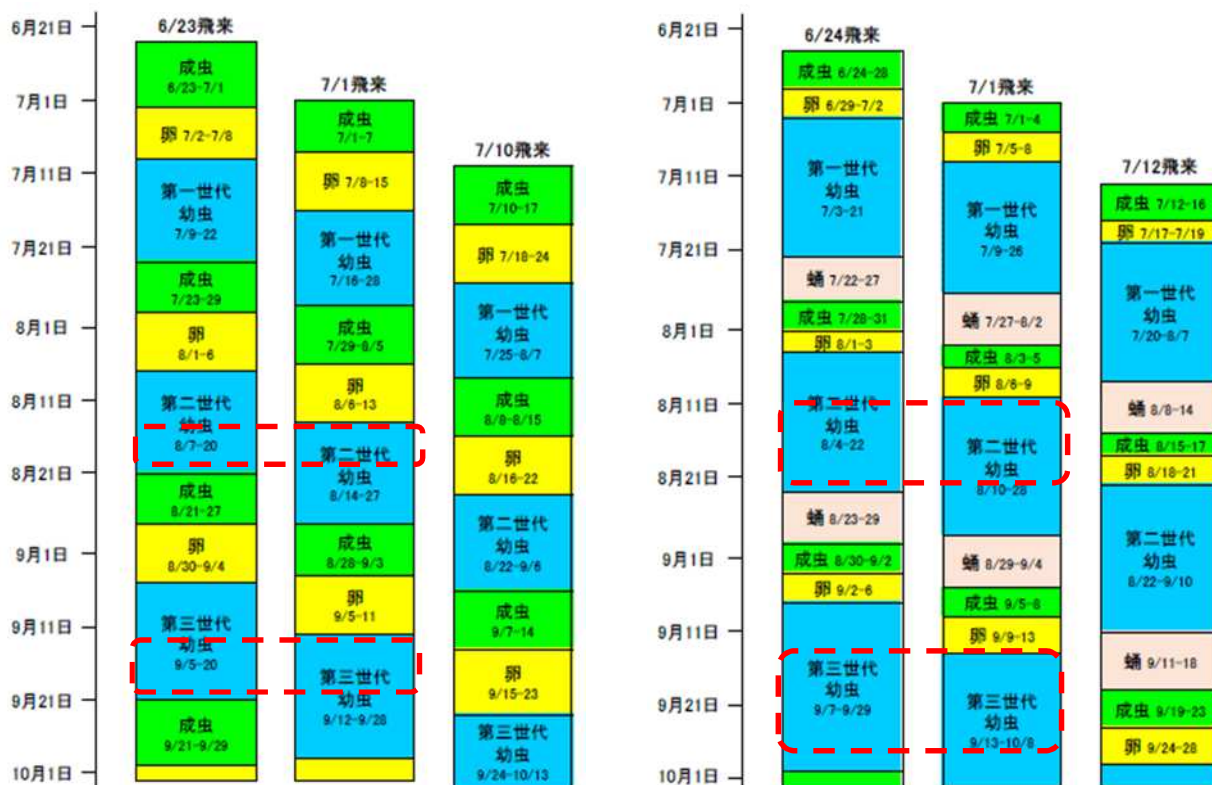 6月21日
7月1日
7月11日
7月21日
8月1日
8月11日
8月21日
9月1日
9月11日
9月21日
10月1日
6/23飛来
成虫
6/23-7/1
卵 7/2-7/8
第一世代
幼虫
7/9-22
成虫
7/23-29
卵
8/1-6
第二世代
幼虫
8/7-20
成虫
8/21-27
卵
8/30-9/4
第三世代
幼虫
9/5-20
成虫
9/21-9/29
7/1飛来
成虫
7/1-7
卵 7/8-15
第一世代
幼虫
7/16-28
成虫
7/29-8/5
卵
8/6-13
第二世代
幼虫
8/14-27
成虫
8/28-9/3
卵
9/5-11
第三世代
幼虫
9/12-9/28
7/10飛来
成虫
7/10-17
卵 7/18-24
第一世代
幼虫
7/25-8/7
成虫
8/8-8/15
卵
8/16-22
第二世代
幼虫
8/22-9/6
成虫
9/7-14
卵
9/15-23
第三世代
幼虫
9/24-10/13
6月21日
7月1日
7月11日
7月21日
8月1日
8月11日
8月21日
9月1日
9月11日
9月21日
10月1日
6/24飛来
成虫 6/24-28
卵 6/29-7/2
第一世代
幼虫
7/3-21
蛹 7/22-27
成虫 7/28-31
卵 8/1-3
第二世代
幼虫
8/4-22
蛹 8/23-29
成虫 8/30-9/2
卵 9/2-6
第三世代
幼虫
9/7-9/29
7/1飛来
成虫 7/1-4
卵 7/5-8
第一世代
幼虫
7/9-26
蛹 7/27-8/2
成虫 8/3-5
卵 8/6-9
第二世代
幼虫
8/10-28
蛹 8/29-9/4
成虫 9/5-8
卵 9/9-13
第三世代
幼虫
9/13-10/8
7/12飛来
成虫 7/12-16
卵 7/17-7/19
第一世代
幼虫
7/20-8/7
蛹 8/8-14
成虫 8/15-17
卵 8/18-21
第二世代
幼虫
8/22-9/10
蛹 9/11-18
成虫 9/19-23
卵 9/24-28